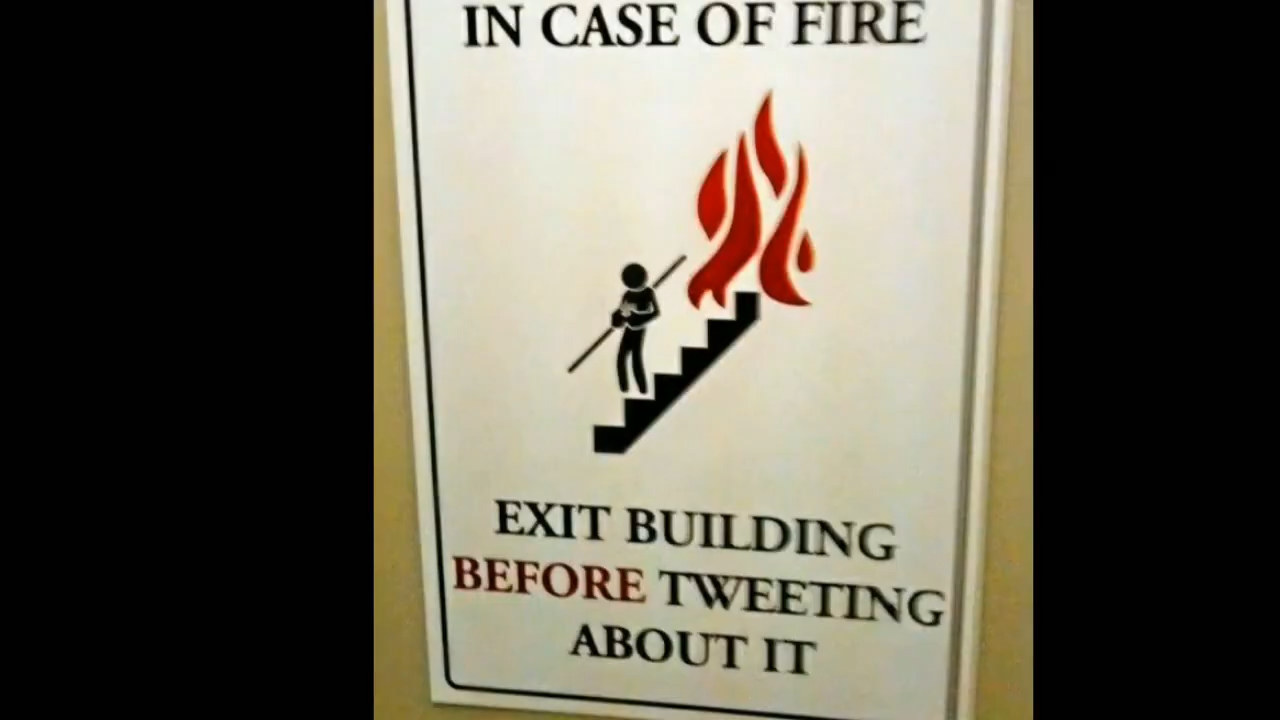 IN CASE OF FIRE
EXIT BUILDING
BEFORE TWEETING
ABOUT IT